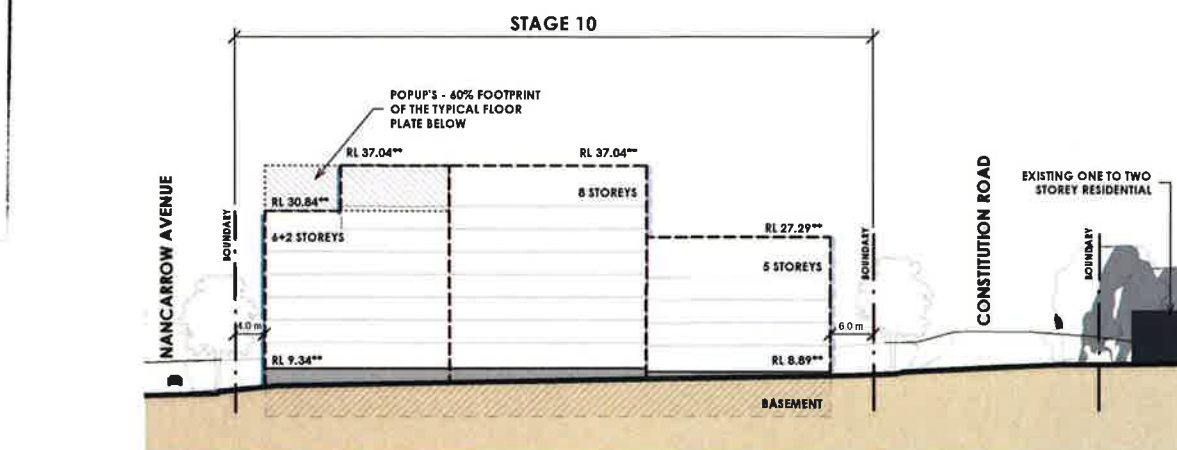 STAGE 10
POPUP'S - 60% FOOTPRINT
OF THE TYPICAL FLOOR
PLATE BELOW
RL 37.04**
RL 37.04**
8 STOREYS
RL 30.84**
6+2 STOREYS
RL 27.29**
5 STOREYS
NANCARROW AVENUE
BOUNDARY
4.0 m
RL 9.34**
RL 8.89**
6.0 m
BASEMENT
BOUNDARY
CONSTITUTION ROAD
BOUNDARY
EXISTING ONE TO TWO
STOREY RESIDENTIAL